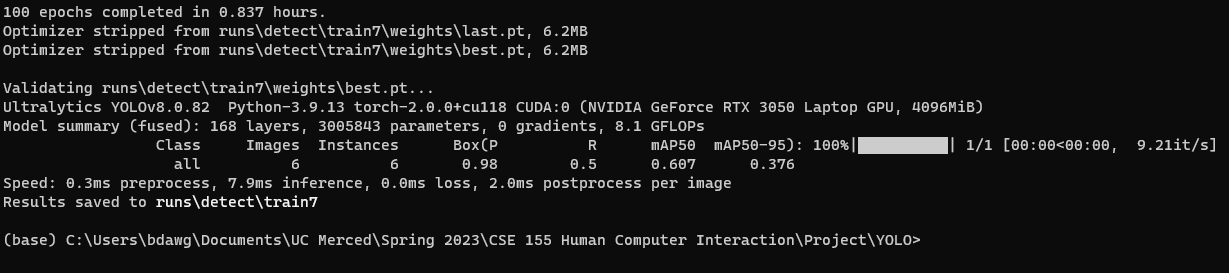 100 epochs completed in 0.837 hours.
Optimizer stripped from runs\detect\train7\weights\last.pt, 6.2MB
Optimizer stripped from runs\detect\train7\weights\best.pt, 6.2MB
Validating runs\detect\train7\weights\best.pt...
Ultralytics YOLOv8.0.82  Python-3.9.13 torch-2.0.0+cu118 CUDA:0 (NVIDIA GeForce RTX 3050 Laptop GPU, 4096MiB)
Model summary (fused): 168 layers, 3005843 parameters, 0 gradients, 8.1 GFLOPs
Class     Images  Instances      Box(P          R      mAP50  mAP50-95): 100%|██████████| 1/1 [00:00<00:00,  9.21it/s]
all          6          6       0.98        0.5      0.607      0.376
Speed: 0.3ms preprocess, 7.9ms inference, 0.0ms loss, 2.0ms postprocess per image
Results saved to runs\detect\train7
(base) C:\Users\bdawg\Documents\UC Merced\Spring 2023\CSE 155 Human Computer Interaction\Project\YOLO>